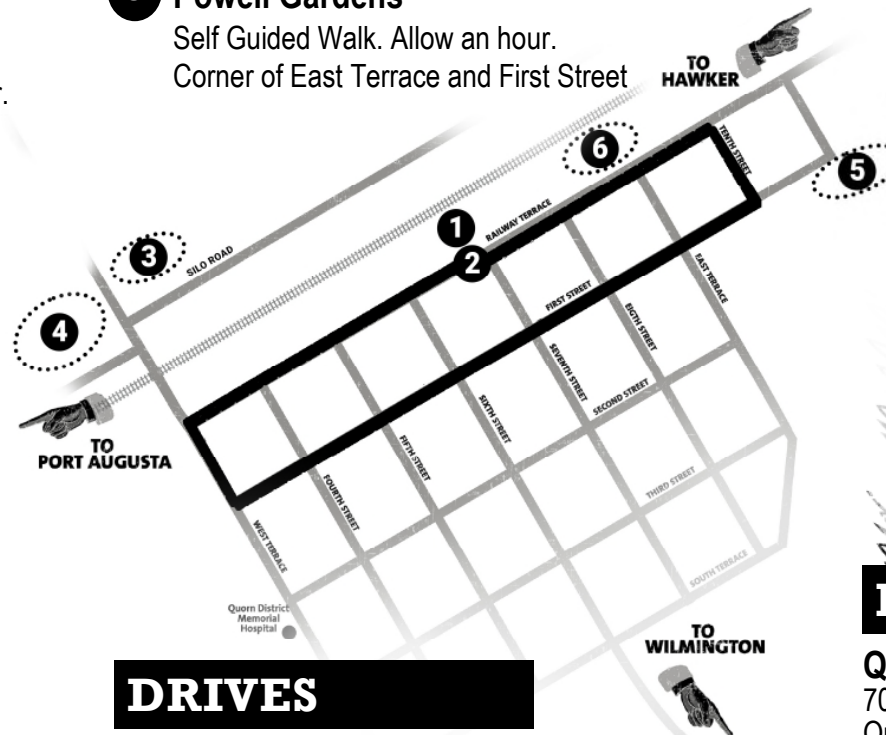 Powell Gardens
Self Guided Walk. Allow an hour.
Corner of East Terrace and First Street
TO
HAWKER
TENTH STREET
6
5
1
RAILWAY TERRACE
3
SILO ROAD
2
EAST TERRACE
4
FIRST STREET
EIGTH STREET
SEVENTH STREET
SECOND STREET
SIXTH STREET
TO
PORT AUGUSTA
FIFTH STREET
FOURTH STREET
THIRD STREET
WEST TERRACE
SOUTH TERRACE
Quorn District
Memorial
Hospital
TO
WILMINGTON
DRIVES
Q
70